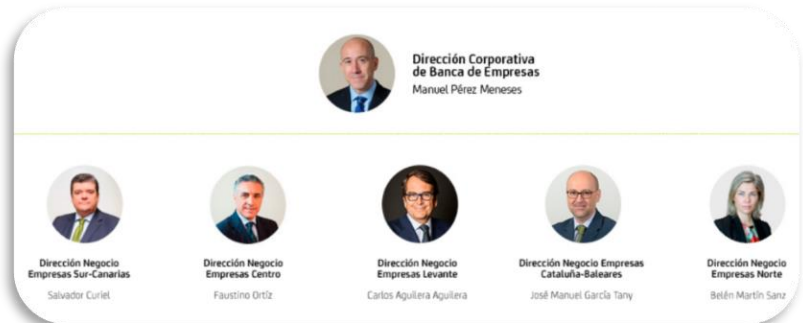 Dirección Corporativa
de Banca de Empresas
Manuel Pérez Meneses
Dirección Negocio
Empresas Sur-Canarias
Salvador Curiel
Dirección Negocio
Empresas Centro
Faustino Ortíz
Dirección Negocio
Empresas Levante
Carlos Aguilera Aguilera
Dirección Negocio Empresas
Cataluña-Baleares
José Manuel García Tany
Dirección Negocio
Empresas Norte
Belén Martín Sanz